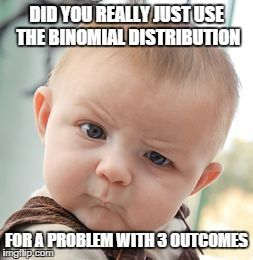 DID YOU REALLY JUST USE
THE BINOMIAL DISTRIBUTION
FOR A PROBLEM WITH 3 OUTCOMES
imgflip.com